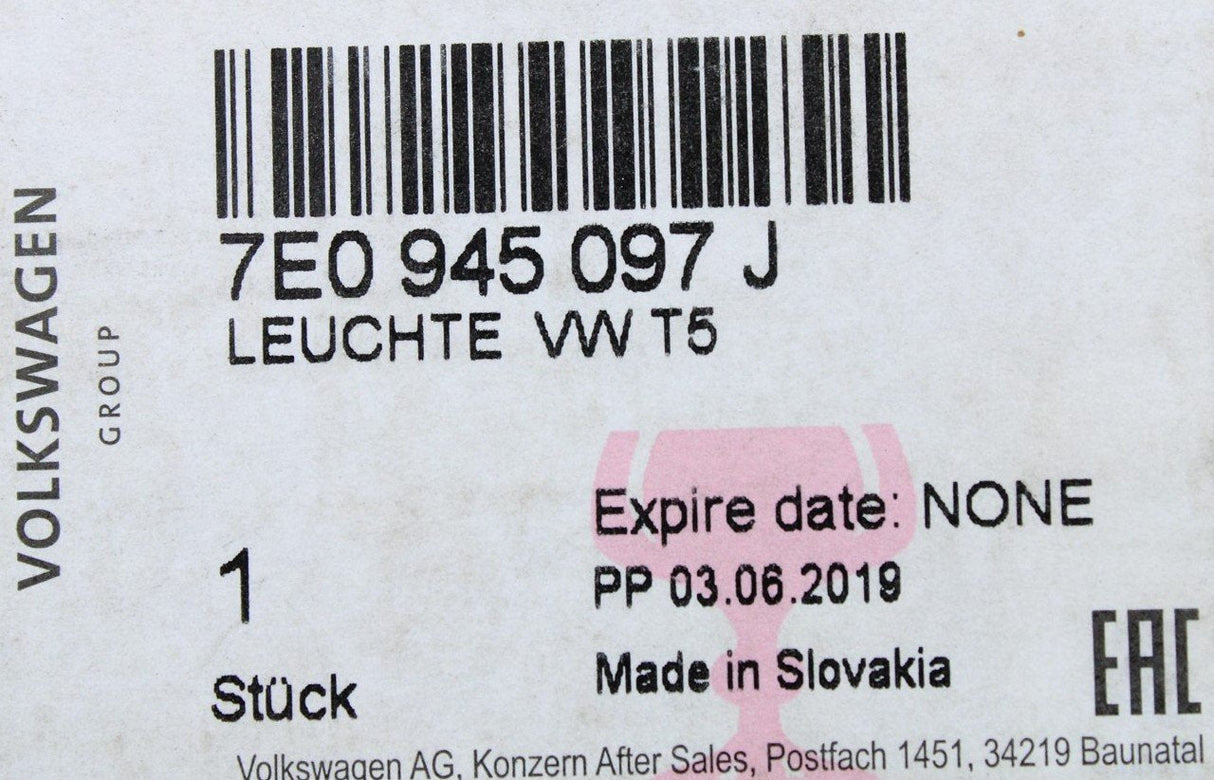 VOLKSWAGEN
GROUP
7E0 945 097 J
LEUCHTE VW T5
Expire date: NONE
1
PP 03.06.2019
Made in Slovakia
EAC
Stück
Volkswagen AG, Konzern After Sales, Postfach 1451, 34219 Baunatal